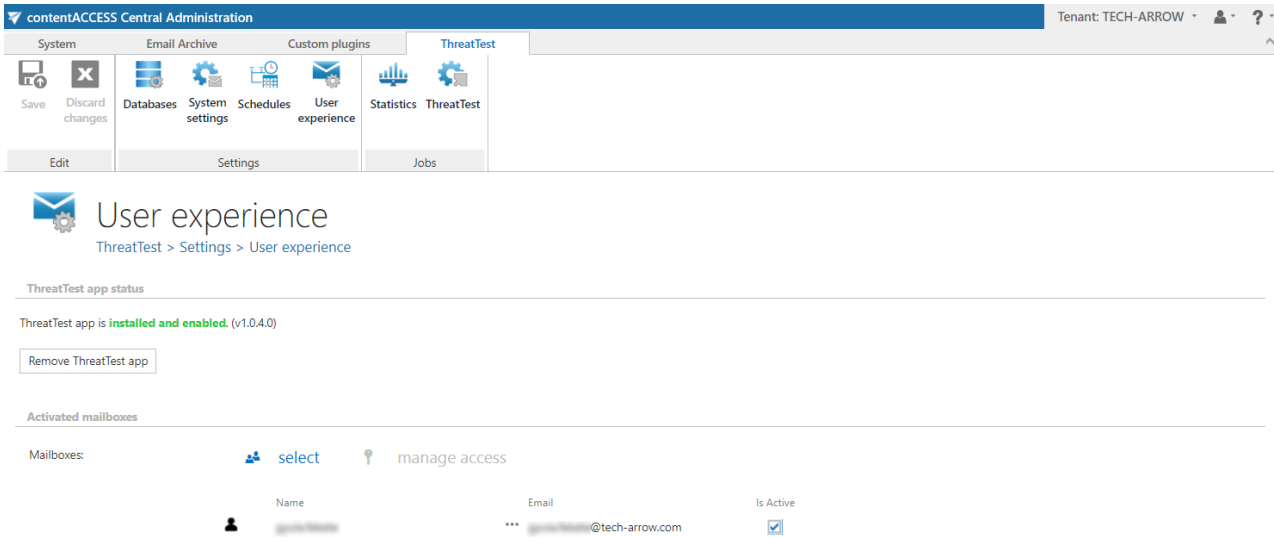 contentACCESS Central Administration
Tenant: TECH-ARROW
?
System Email Archive Custom plugins ThreatTest
Save Discard changes Databases System settings Schedules User experience Statistics ThreatTest
Edit Settings Jobs
User experience
ThreatTest > Settings > User experience
ThreatTest app status
ThreatTest app is installed and enabled. (v1.0.4.0)
Remove ThreatTest app
Activated mailboxes
Mailboxes: select manage access
Name Email Is Active
... @tech-arrow.com